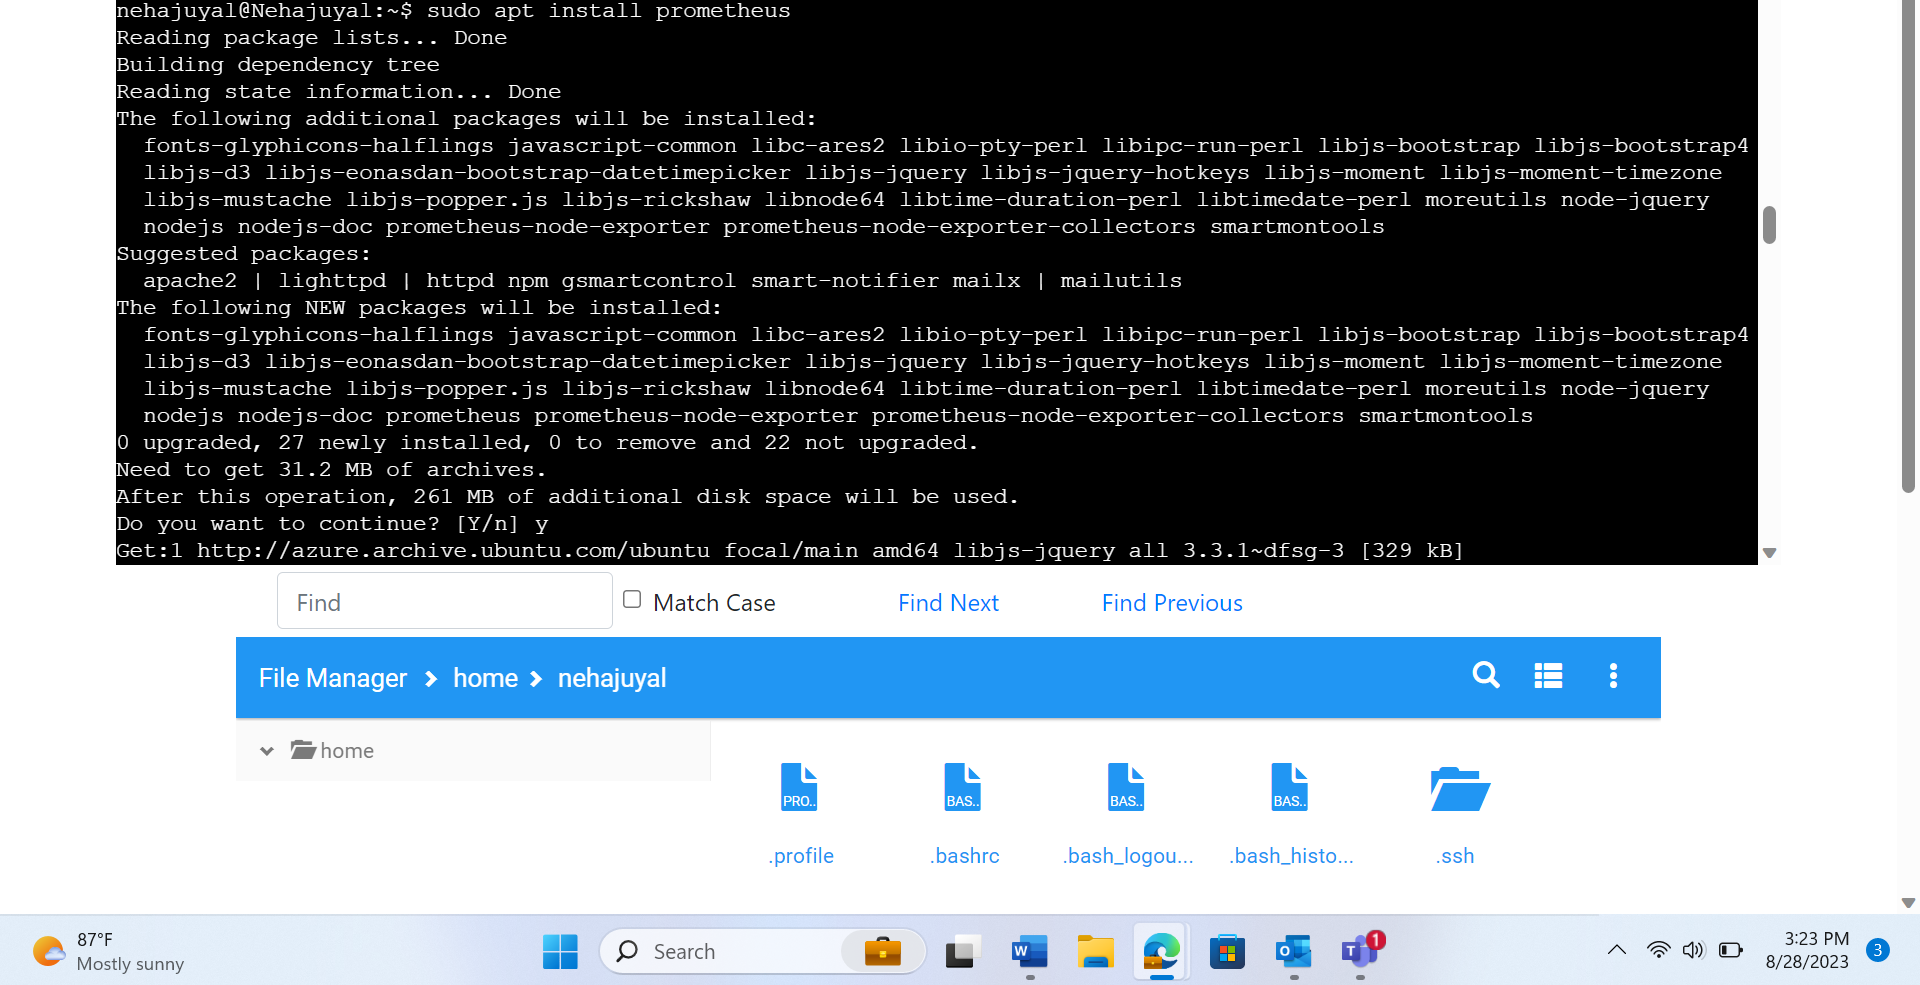 nehajuyal@Nehajuyal:~$ sudo apt install prometheus
Reading package lists... Done
Building dependency tree
Reading state information... Done
The following additional packages will be installed:
  fonts-glyphicons-halflings javascript-common libc-ares2 libio-pty-perl libipc-run-perl libjs-bootstrap libjs-bootstrap4
  libjs-d3 libjs-eonasdan-bootstrap-datetimepicker libjs-jquery libjs-jquery-hotkeys libjs-moment libjs-moment-timezone
  libjs-mustache libjs-popper.js libjs-rickshaw libnode64 libtime-duration-perl libtimedate-perl moreutils node-jquery
  nodejs nodejs-doc prometheus-node-exporter prometheus-node-exporter-collectors smartmontools
Suggested packages:
  apache2 | lighttpd | httpd npm gsmartcontrol smart-notifier mailx | mailutils
The following NEW packages will be installed:
  fonts-glyphicons-halflings javascript-common libc-ares2 libio-pty-perl libipc-run-perl libjs-bootstrap libjs-bootstrap4
  libjs-d3 libjs-eonasdan-bootstrap-datetimepicker libjs-jquery libjs-jquery-hotkeys libjs-moment libjs-moment-timezone
  libjs-mustache libjs-popper.js libjs-rickshaw libnode64 libtime-duration-perl libtimedate-perl moreutils node-jquery
  nodejs nodejs-doc prometheus prometheus-node-exporter prometheus-node-exporter-collectors smartmontools
0 upgraded, 27 newly installed, 0 to remove and 22 not upgraded.
Need to get 31.2 MB of archives.
After this operation, 261 MB of additional disk space will be used.
Do you want to continue? [Y/n] y
Get:1 http://azure.archive.ubuntu.com/ubuntu focal/main amd64 libjs-jquery all 3.3.1~dfsg-3 [329 kB]
Find Match Case Find Next Find Previous
File Manager home nehajuyal
home
PRO.. BAS.. BAS.. BAS..
.profile .bashrc .bash_logou... .bash_histo... .ssh
87°F
Mostly sunny
Search
W
O
T
1
3:23 PM
8/28/2023
3